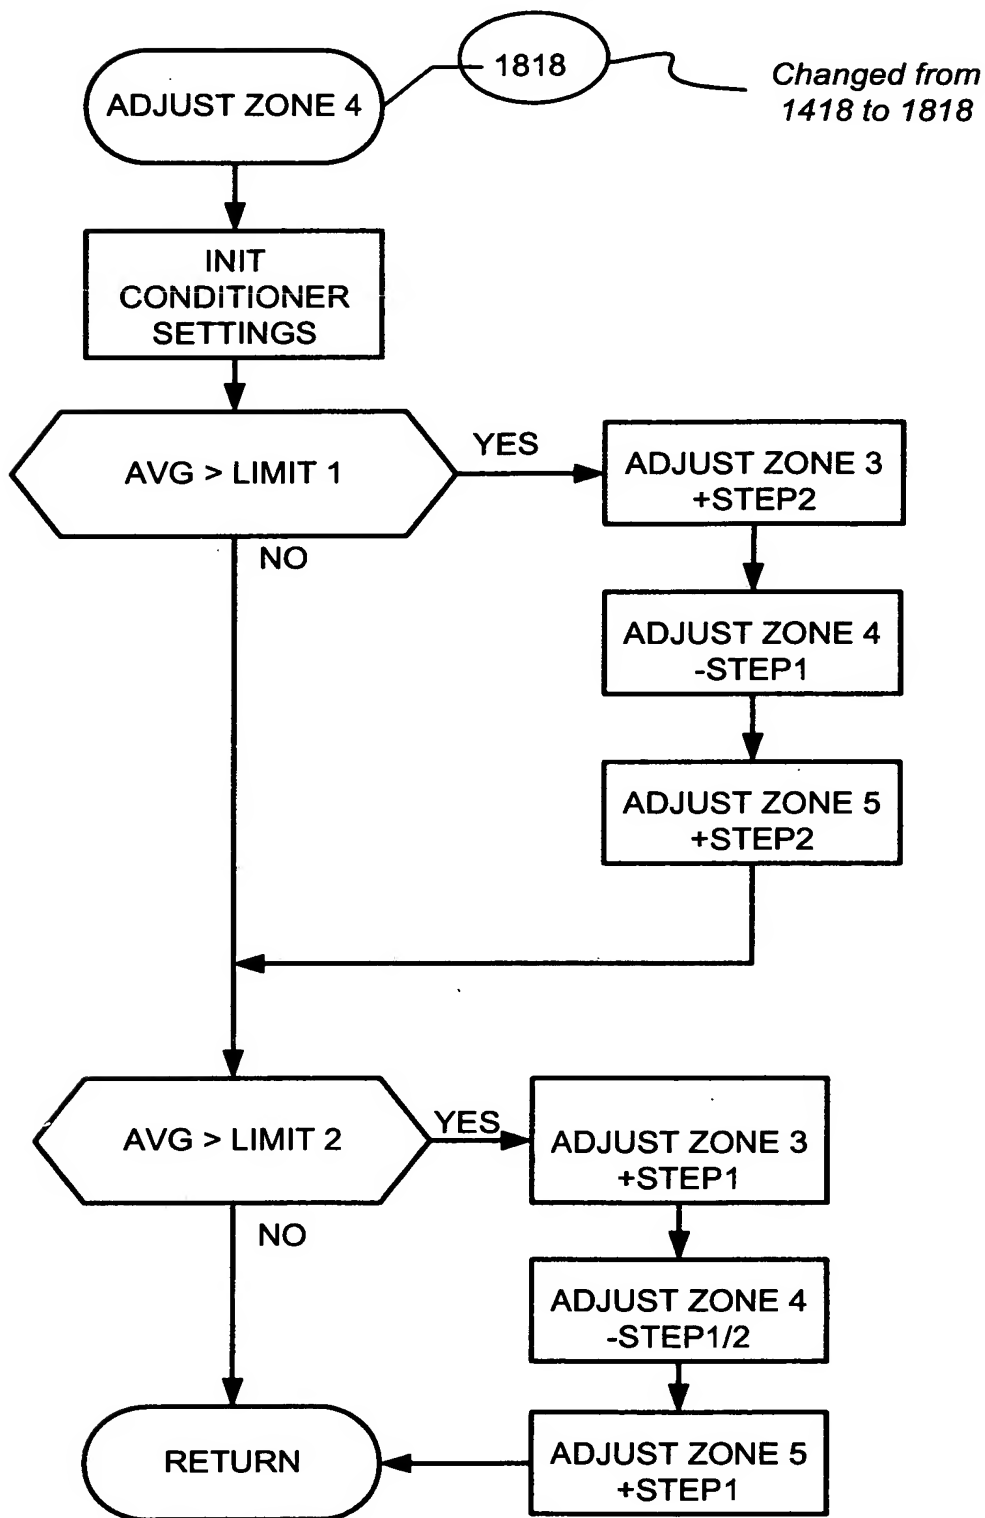 ADJUST ZONE 4
1818
Changed from
1418 to 1818
INIT
CONDITIONER
SETTINGS
AVG > LIMIT 1
YES
NO
ADJUST ZONE 3
+STEP2
ADJUST ZONE 4
-STEP1
ADJUST ZONE 5
+STEP2
AVG > LIMIT 2
YES
NO
ADJUST ZONE 3
+STEP1
ADJUST ZONE 4
-STEP1/2
ADJUST ZONE 5
+STEP1
RETURN